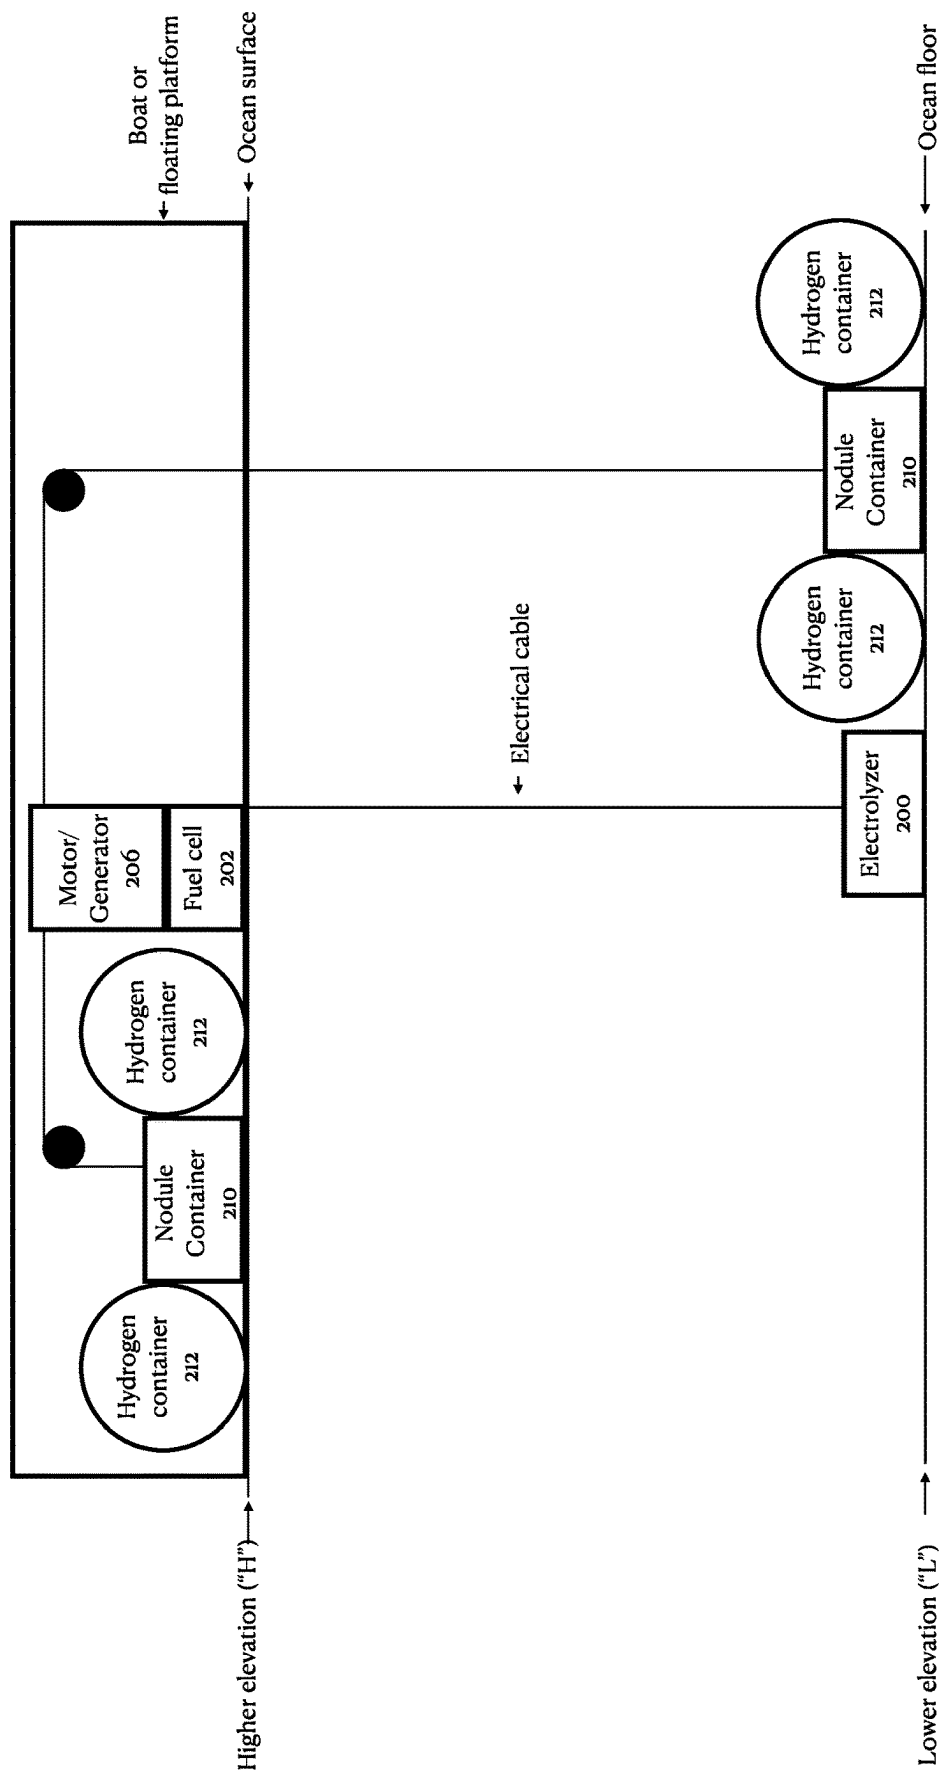 Boat or
floating platform
Motor/
Generator
206
Hydrogen
container
212
Nodule
Container
210
Hydrogen
container
212
Fuel cell
202
Higher elevation (“H”)
Ocean surface
Electrical cable
Electrolyzer
200
Hydrogen
container
212
Nodule
Container
210
Hydrogen
container
212
Lower elevation (“L”)
Ocean floor